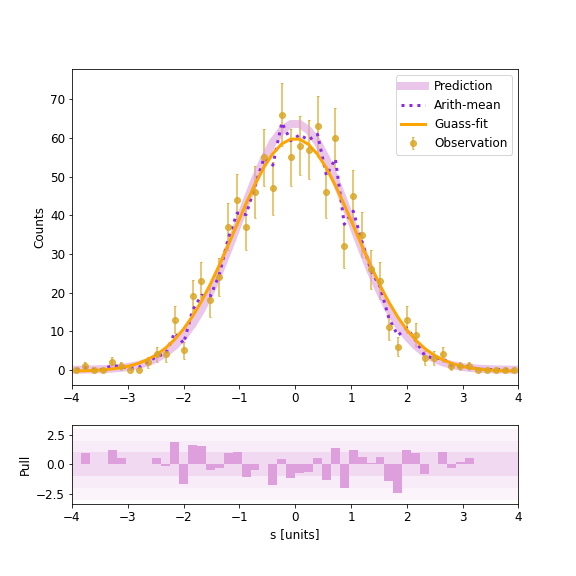 Prediction
Arith-mean
Guass-fit
Observation
Counts
70
60
50
40
30
20
10
0
−4 −3 −2 −1 0 1 2 3 4
Pull
2.5
0.0
−2.5
−4 −3 −2 −1 0 1 2 3 4
s [units]